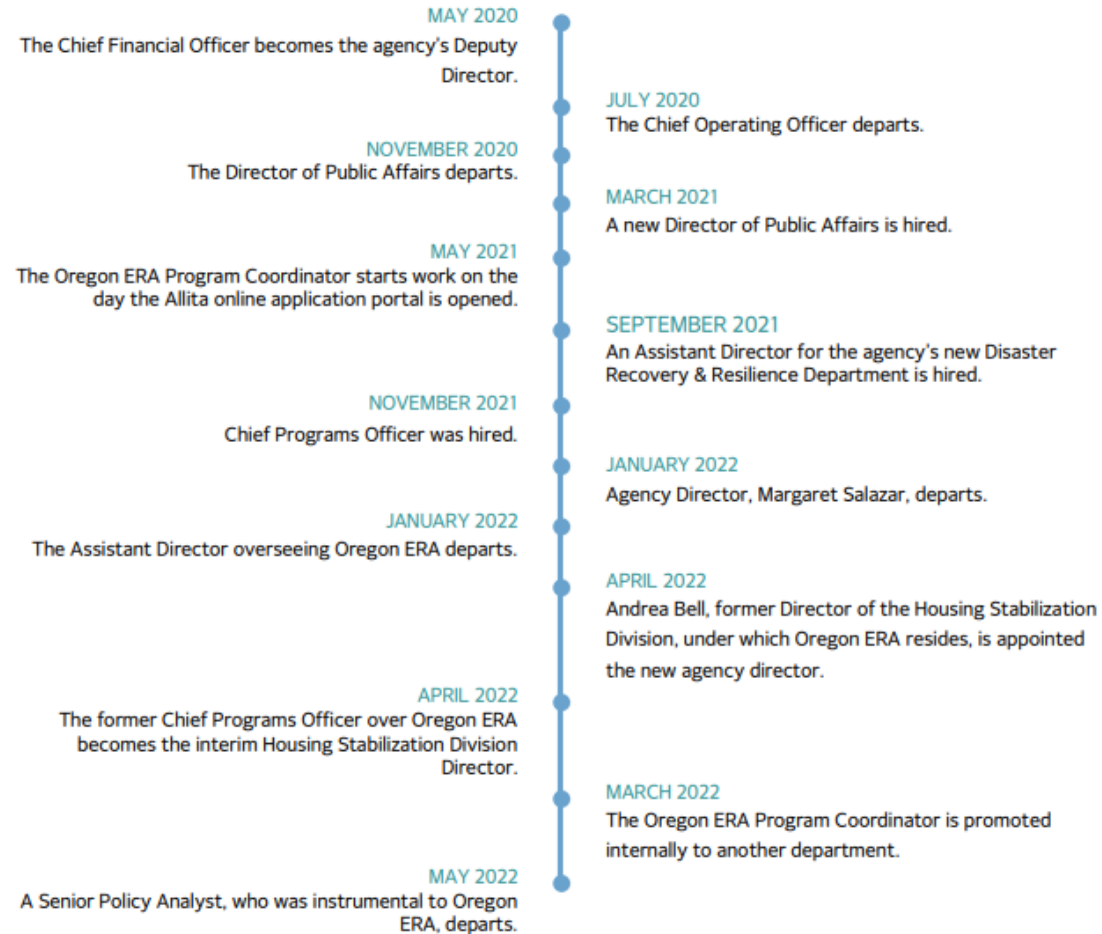 MAY 2020
The Chief Financial Officer becomes the agency's Deputy
Director.
JULY 2020
The Chief Operating Officer departs.
NOVEMBER 2020
The Director of Public Affairs departs.
MARCH 2021
A new Director of Public Affairs is hired.
MAY 2021
The Oregon ERA Program Coordinator starts work on the
day the Allita online application portal is opened.
SEPTEMBER 2021
An Assistant Director for the agency's new Disaster
Recovery & Resilience Department is hired.
NOVEMBER 2021
Chief Programs Officer was hired.
JANUARY 2022
Agency Director, Margaret Salazar, departs.
JANUARY 2022
The Assistant Director overseeing Oregon ERA departs.
APRIL 2022
Andrea Bell, former Director of the Housing Stabilization
Division, under which Oregon ERA resides, is appointed
the new agency director.
APRIL 2022
The former Chief Programs Officer over Oregon ERA
becomes the interim Housing Stabilization Division
Director.
MARCH 2022
The Oregon ERA Program Coordinator is promoted
internally to another department.
MAY 2022
A Senior Policy Analyst, who was instrumental to Oregon
ERA, departs.